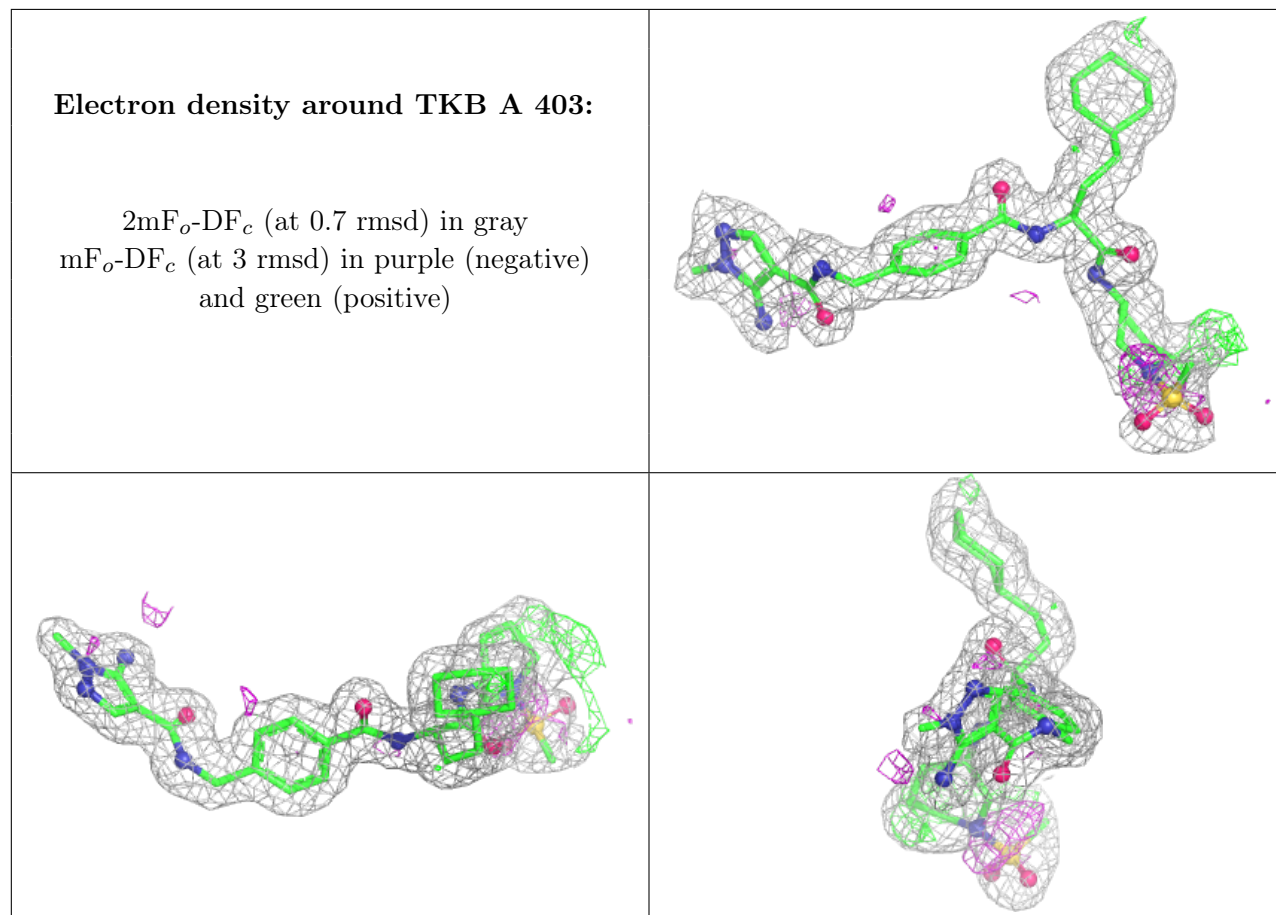 Electron density around TKB A 403:
2mFo-DFc (at 0.7 rmsd) in gray
mFo-DFc (at 3 rmsd) in purple (negative)
and green (positive)